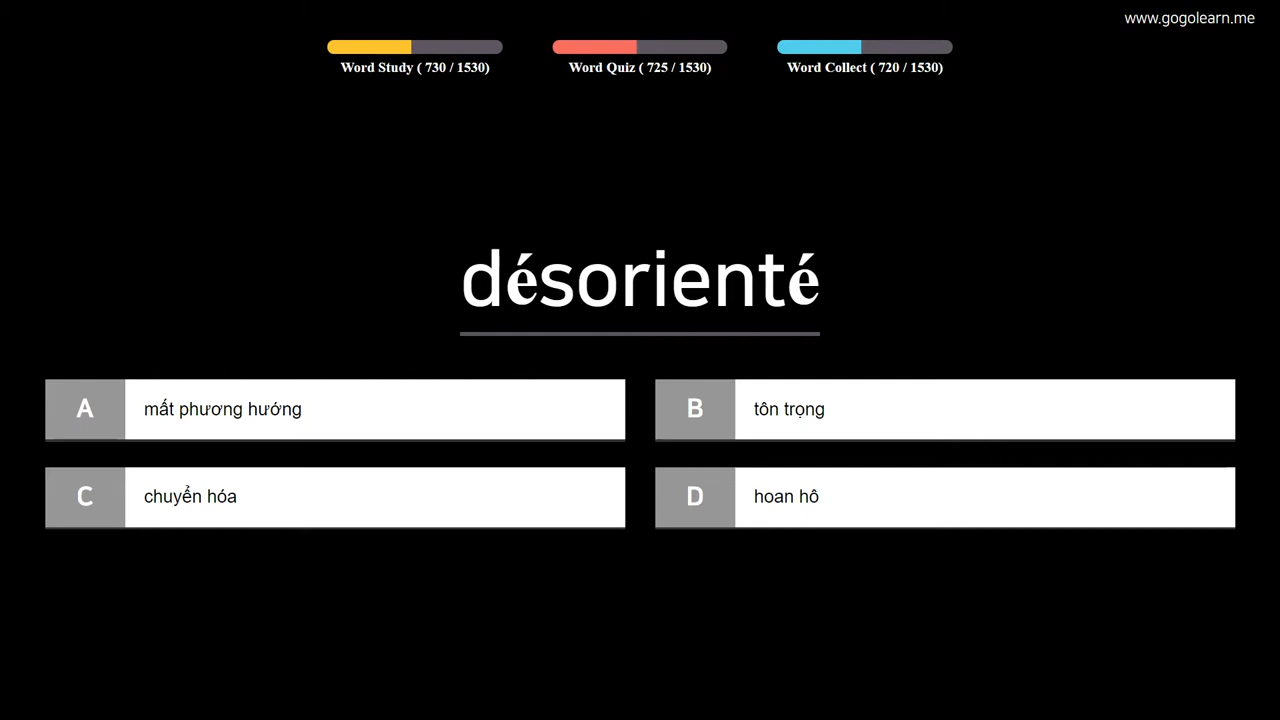 www.gogolearn.me
Word Study ( 730 / 1530)
Word Quiz ( 725 / 1530)
Word Collect ( 720 / 1530)
désorienté
A mất phương hướng
B tôn trọng
C chuyển hóa
D hoan hô